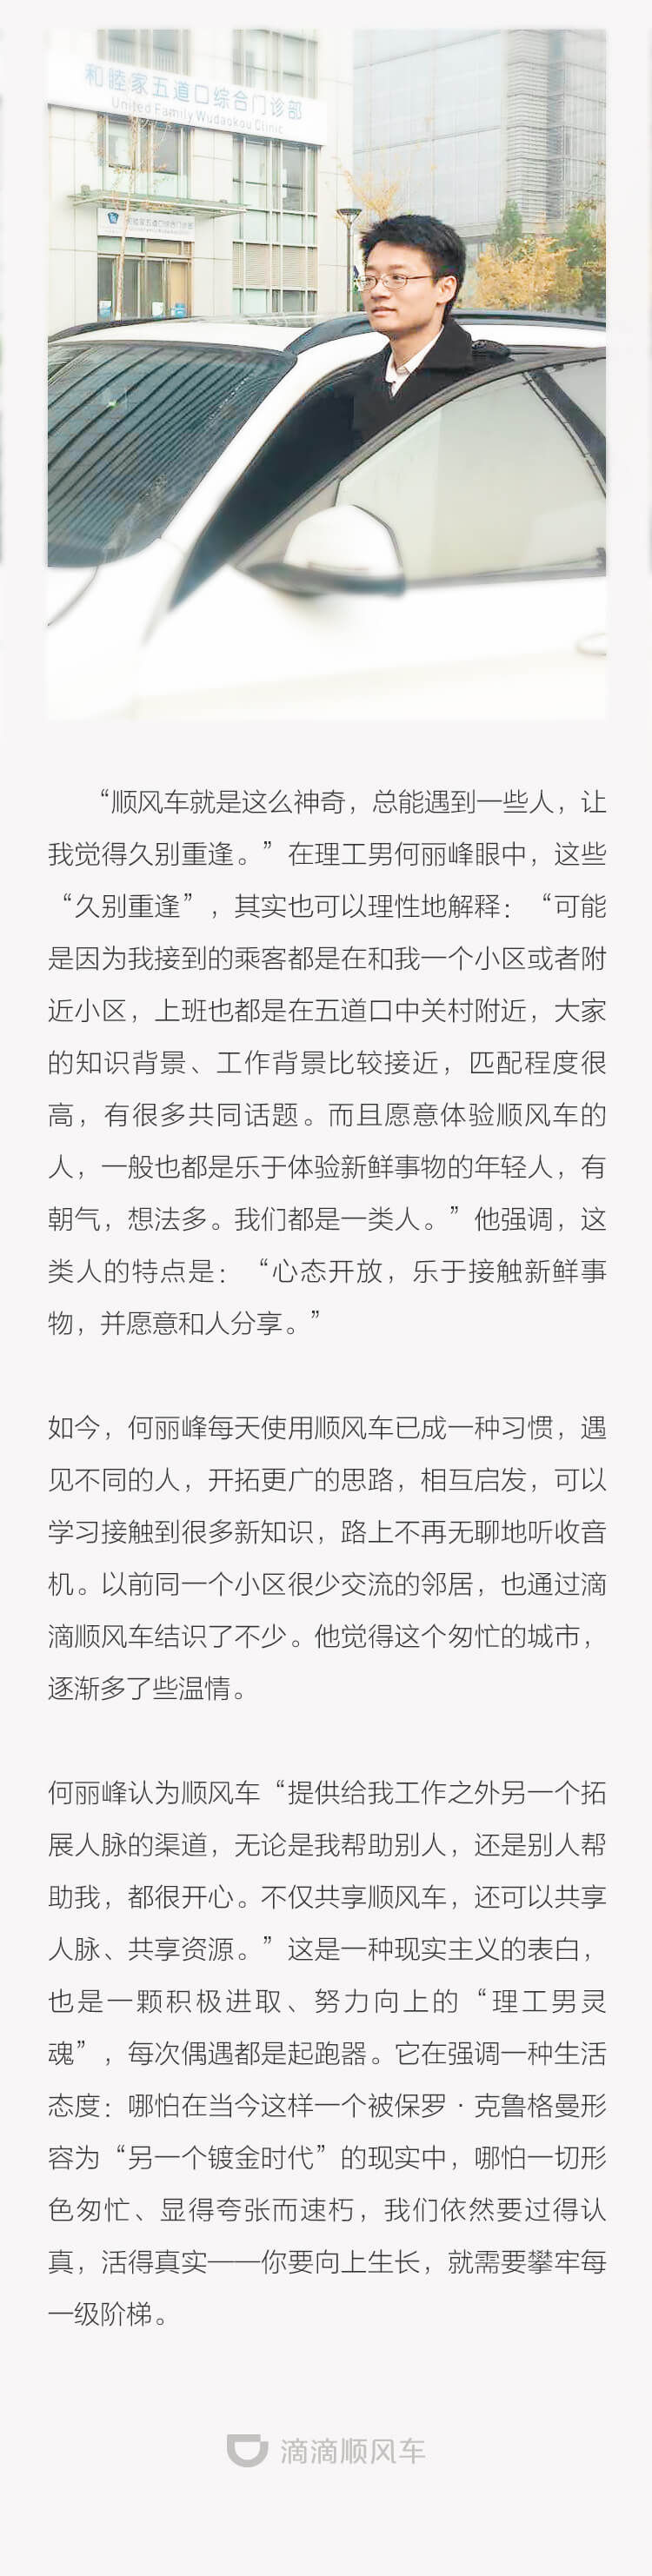 和睦家五道口综合门诊部
United Family Wudaokou Clinic
和睦家五道口综合门诊部
“顺风车就是这么神奇，总能遇到一些人，让
我觉得久别重逢。”在理工男何丽峰眼中，这些
“久别重逢”，其实也可以理性地解释：“可能
是因为我接到的乘客都是在和我一个小区或者附
近小区，上班也都是在五道口中关村附近，大家
的知识背景、工作背景比较接近，匹配程度很
高，有很多共同话题。而且愿意体验顺风车的
人，一般也都是乐于体验新鲜事物的年轻人，有
朝气，想法多。我们都是一类人。”他强调，这
类人的特点是：“心态开放，乐于接触新鲜事
物，并愿意和人分享。”
如今，何丽峰每天使用顺风车已成一种习惯，遇
见不同的人，开拓更广的思路，相互启发，可以
学习接触到很多新知识，路上不再无聊地听收音
机。以前同一个小区很少交流的邻居，也通过滴
滴顺风车结识了不少。他觉得这个匆忙的城市，
逐渐多了些温情。
何丽峰认为顺风车“提供给我工作之外另一个拓
展人脉的渠道，无论是我帮助别人，还是别人帮
助我，都很开心。不仅共享顺风车，还可以共享
人脉、共享资源。”这是一种现实主义的表白，
也是一颗积极进取、努力向上的“理工男灵
魂”，每次偶遇都是起跑器。它在强调一种生活
态度：哪怕在当今这样一个被保罗·克鲁格曼形
容为“另一个镀金时代”的现实中，哪怕一切形
色匆忙、显得夸张而速朽，我们依然要过得认
真，活得真实——你要向上生长，就需要攀牢每
一级阶梯。
滴滴顺风车